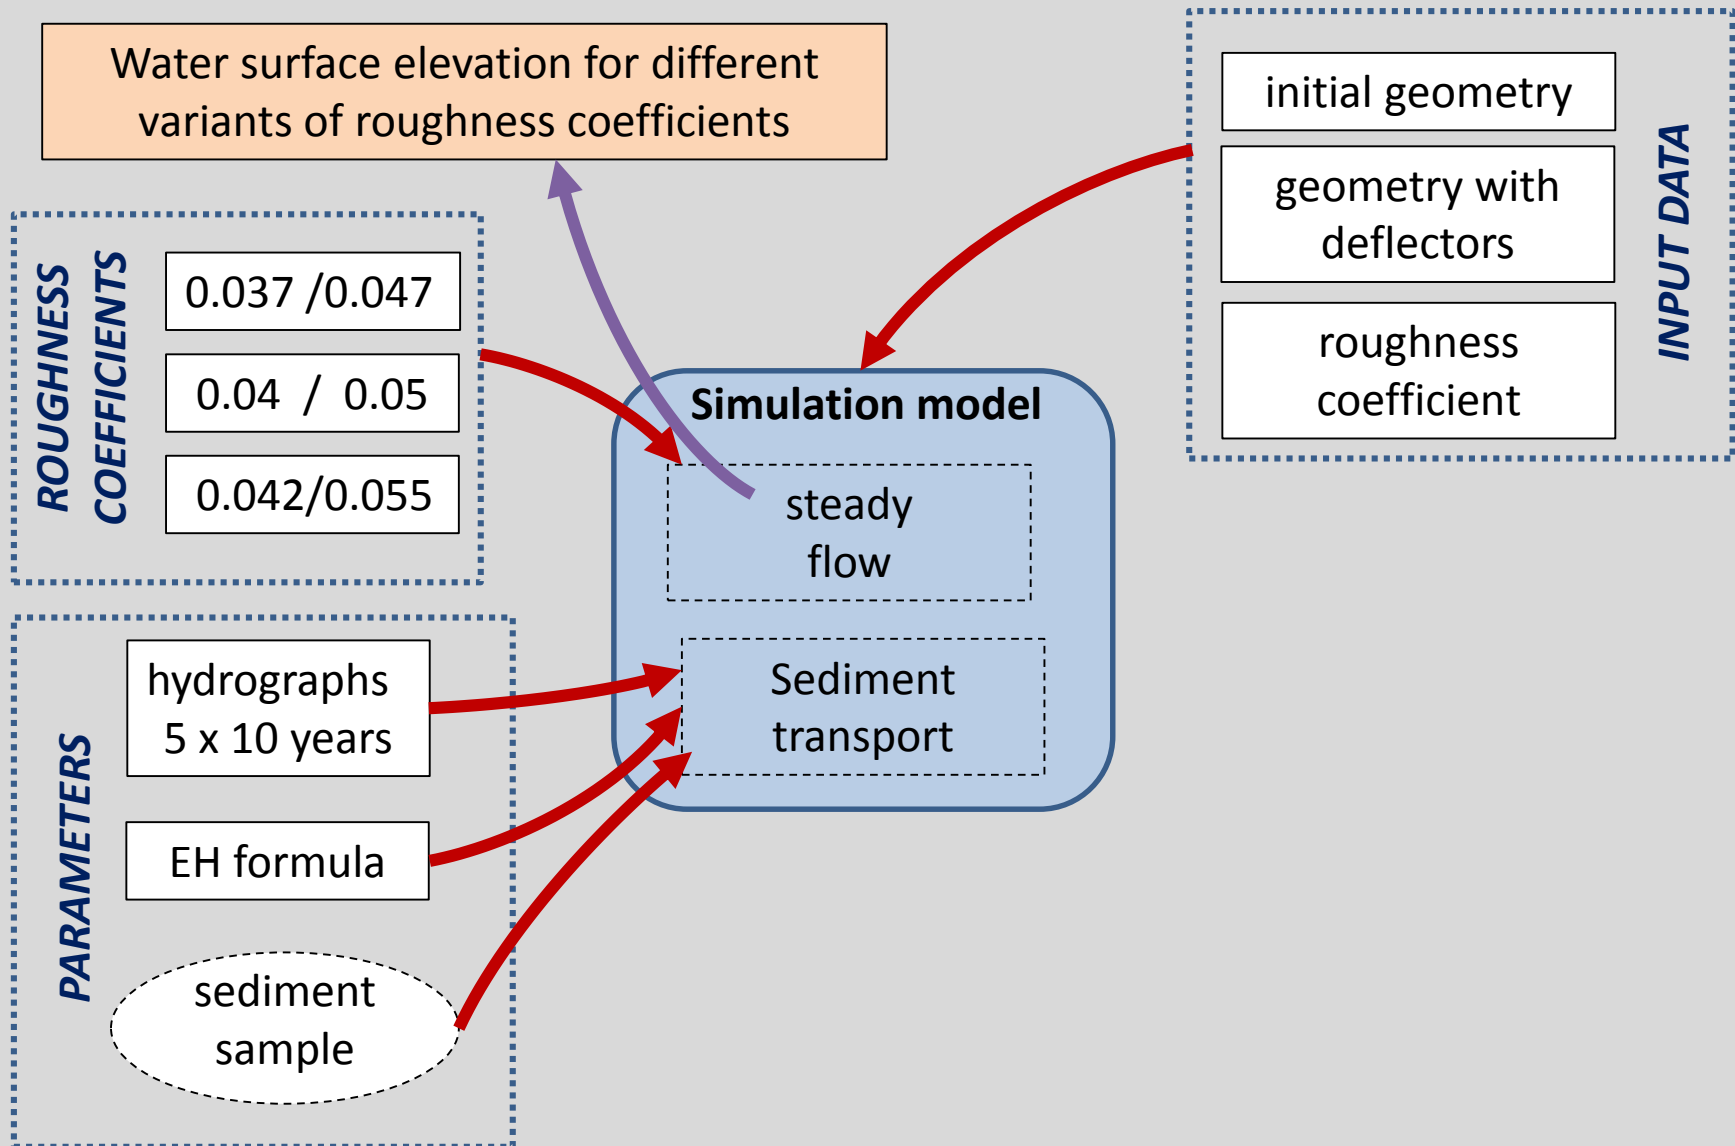 Water surface elevation for different
variants of roughness coefficients
initial geometry
geometry with
deflectors
roughness
coefficient
INPUT DATA
ROUGHNESS
COEFFICIENTS
0.037 /0.047
0.04 / 0.05
0.042/0.055
Simulation model
steady
flow
Sediment
transport
PARAMETERS
hydrographs
5 x 10 years
EH formula
sediment
sample